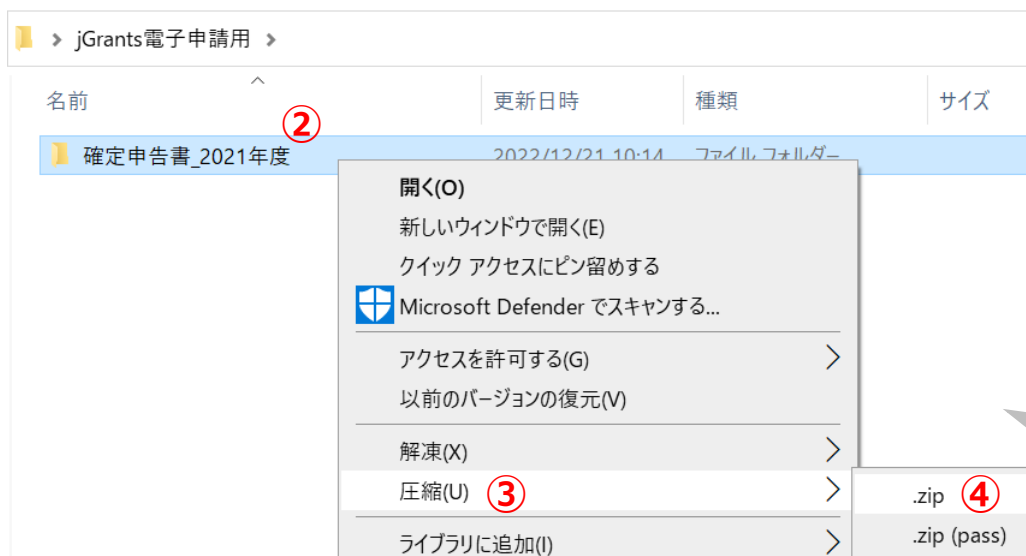 jGrants電子申請用
名前 更新日時 種類 サイズ
②
確定申告書_2021年度 2022/12/21 10:14 ファイル フォルダー
開く(O)
新しいウィンドウで開く(E)
クイック アクセスにピン留めする
Microsoft Defender でスキャンする...
アクセスを許可する(G)
以前のバージョンの復元(V)
解凍(X)
圧縮(U) ③
.zip ④
.zip (pass)
ライブラリに追加(I)